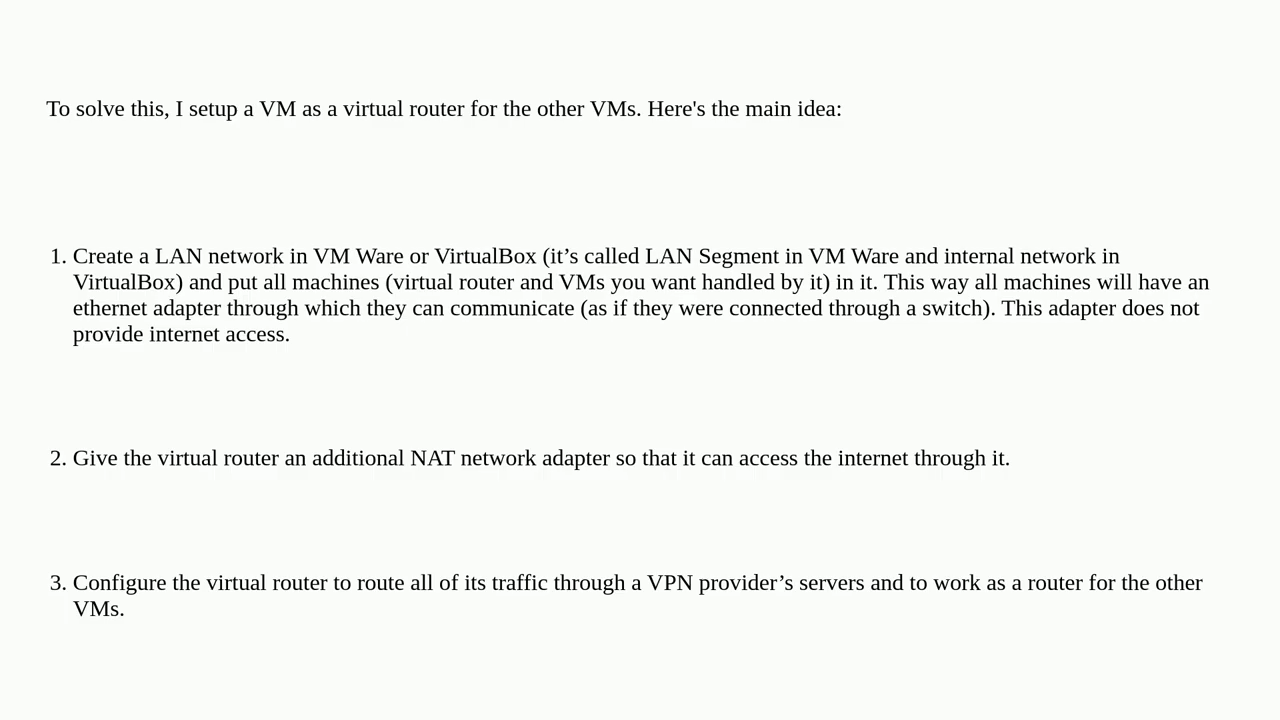 To solve this, I setup a VM as a virtual router for the other VMs. Here's the main idea:
1. Create a LAN network in VM Ware or VirtualBox (it’s called LAN Segment in VM Ware and internal network in
VirtualBox) and put all machines (virtual router and VMs you want handled by it) in it. This way all machines will have an
ethernet adapter through which they can communicate (as if they were connected through a switch). This adapter does not
provide internet access.
2. Give the virtual router an additional NAT network adapter so that it can access the internet through it.
3. Configure the virtual router to route all of its traffic through a VPN provider’s servers and to work as a router for the other
VMs.